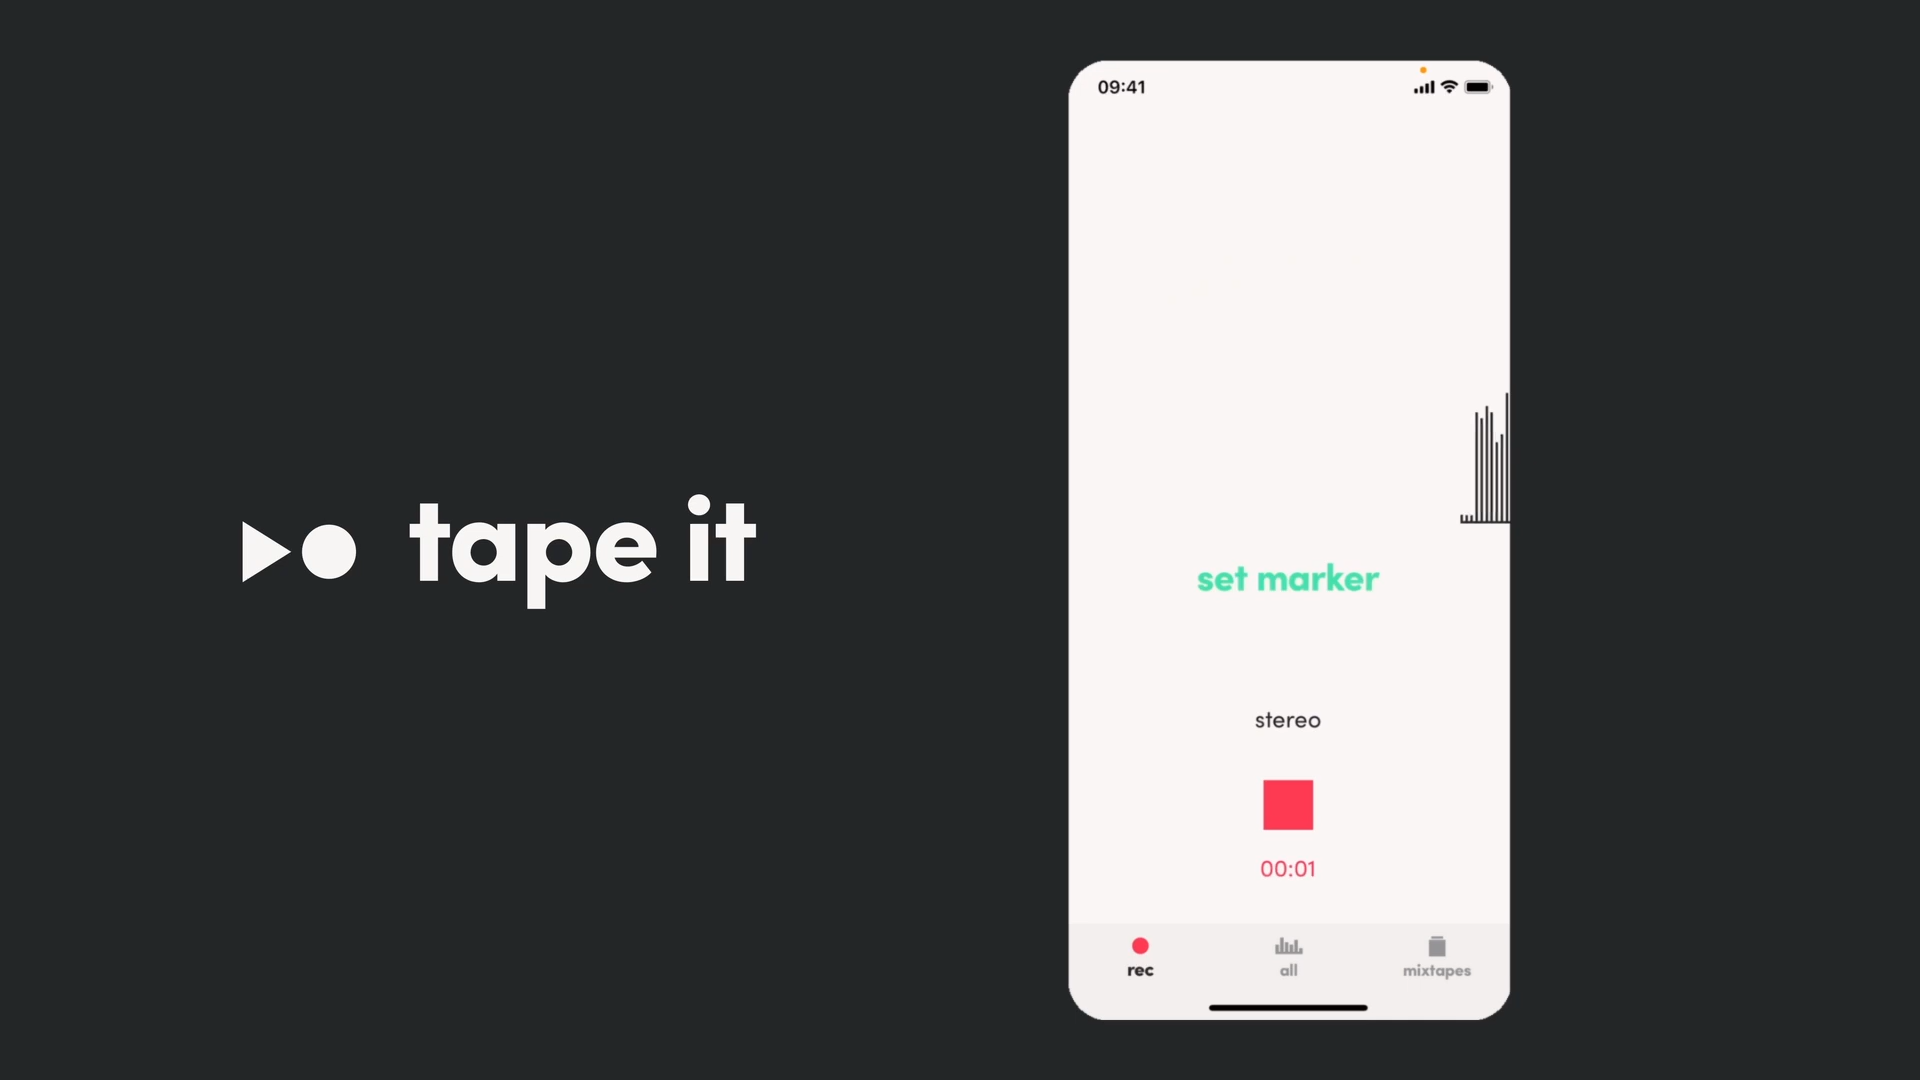 tape it
09:41
set marker
stereo
00:01
rec
all
mixtapes